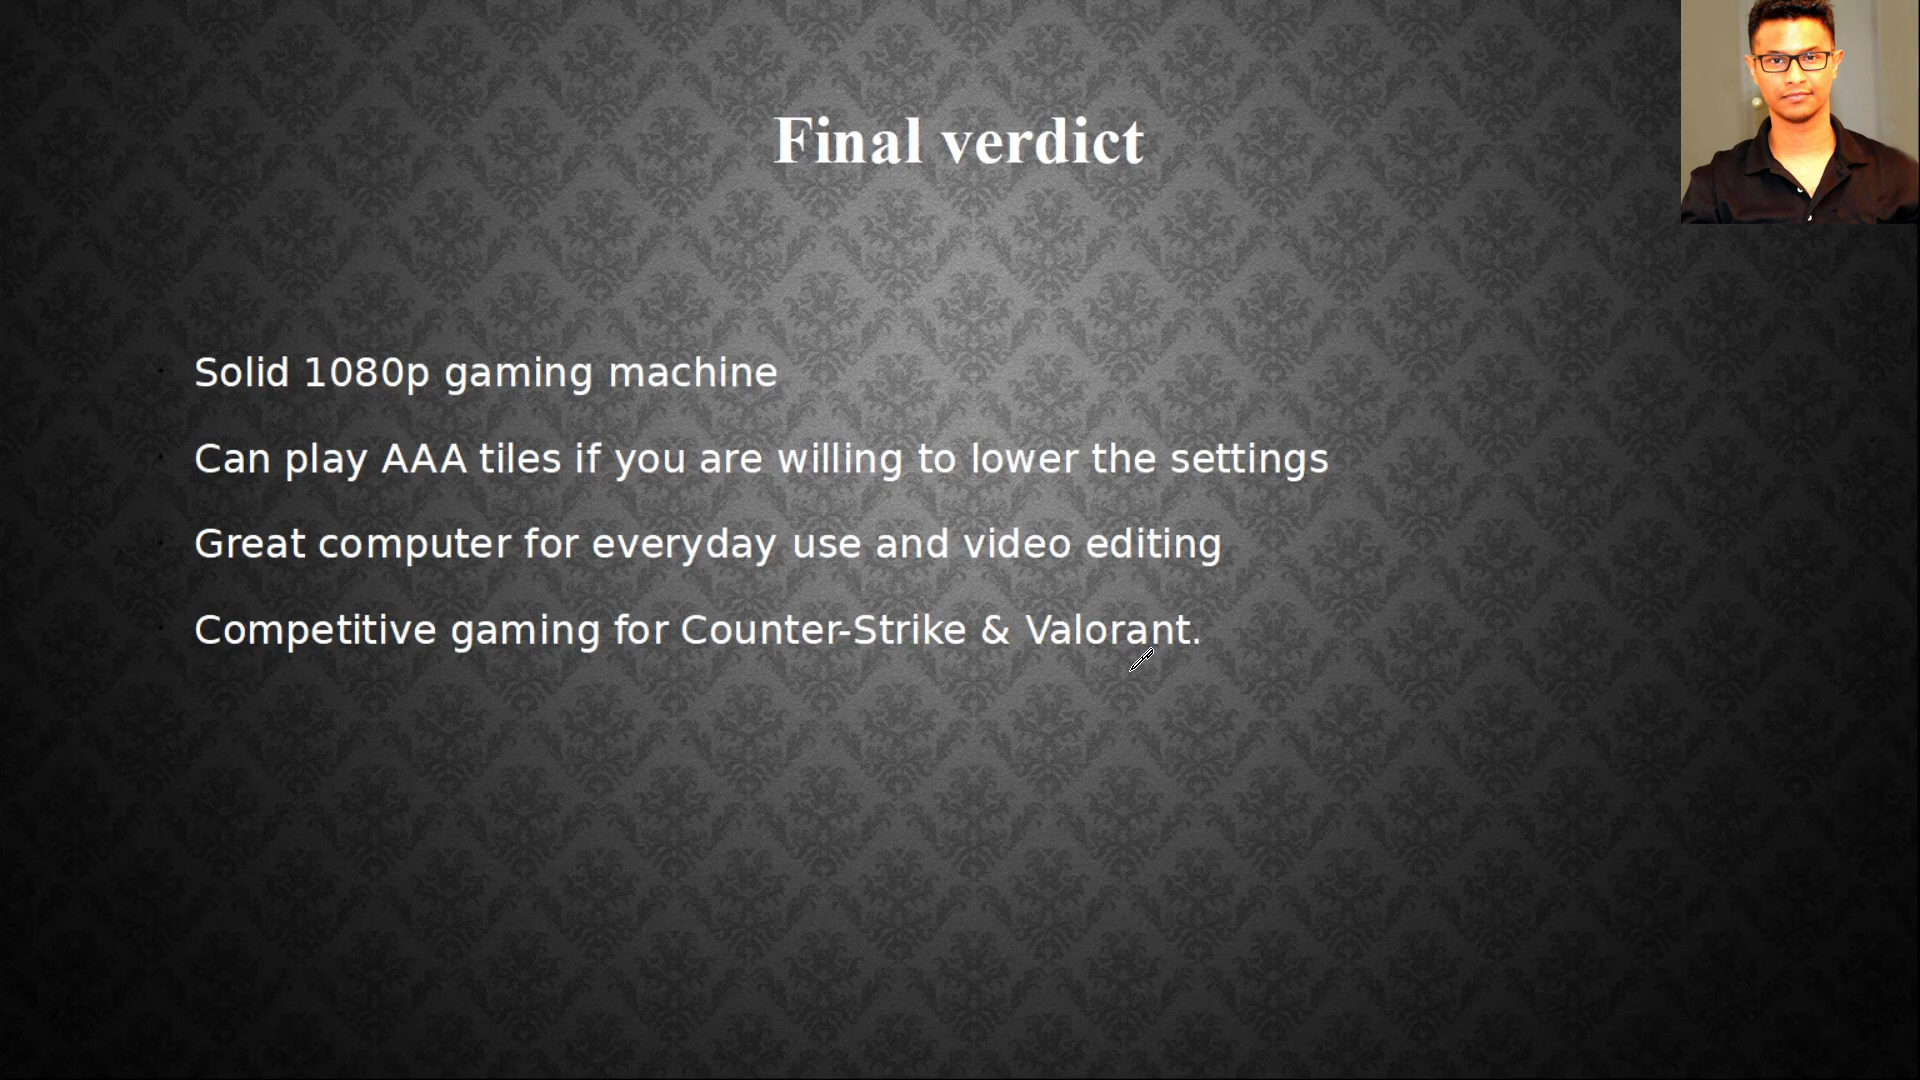 Final verdict
Solid 1080p gaming machine
Can play AAA tiles if you are willing to lower the settings
Great computer for everyday use and video editing
Competitive gaming for Counter-Strike & Valorant.